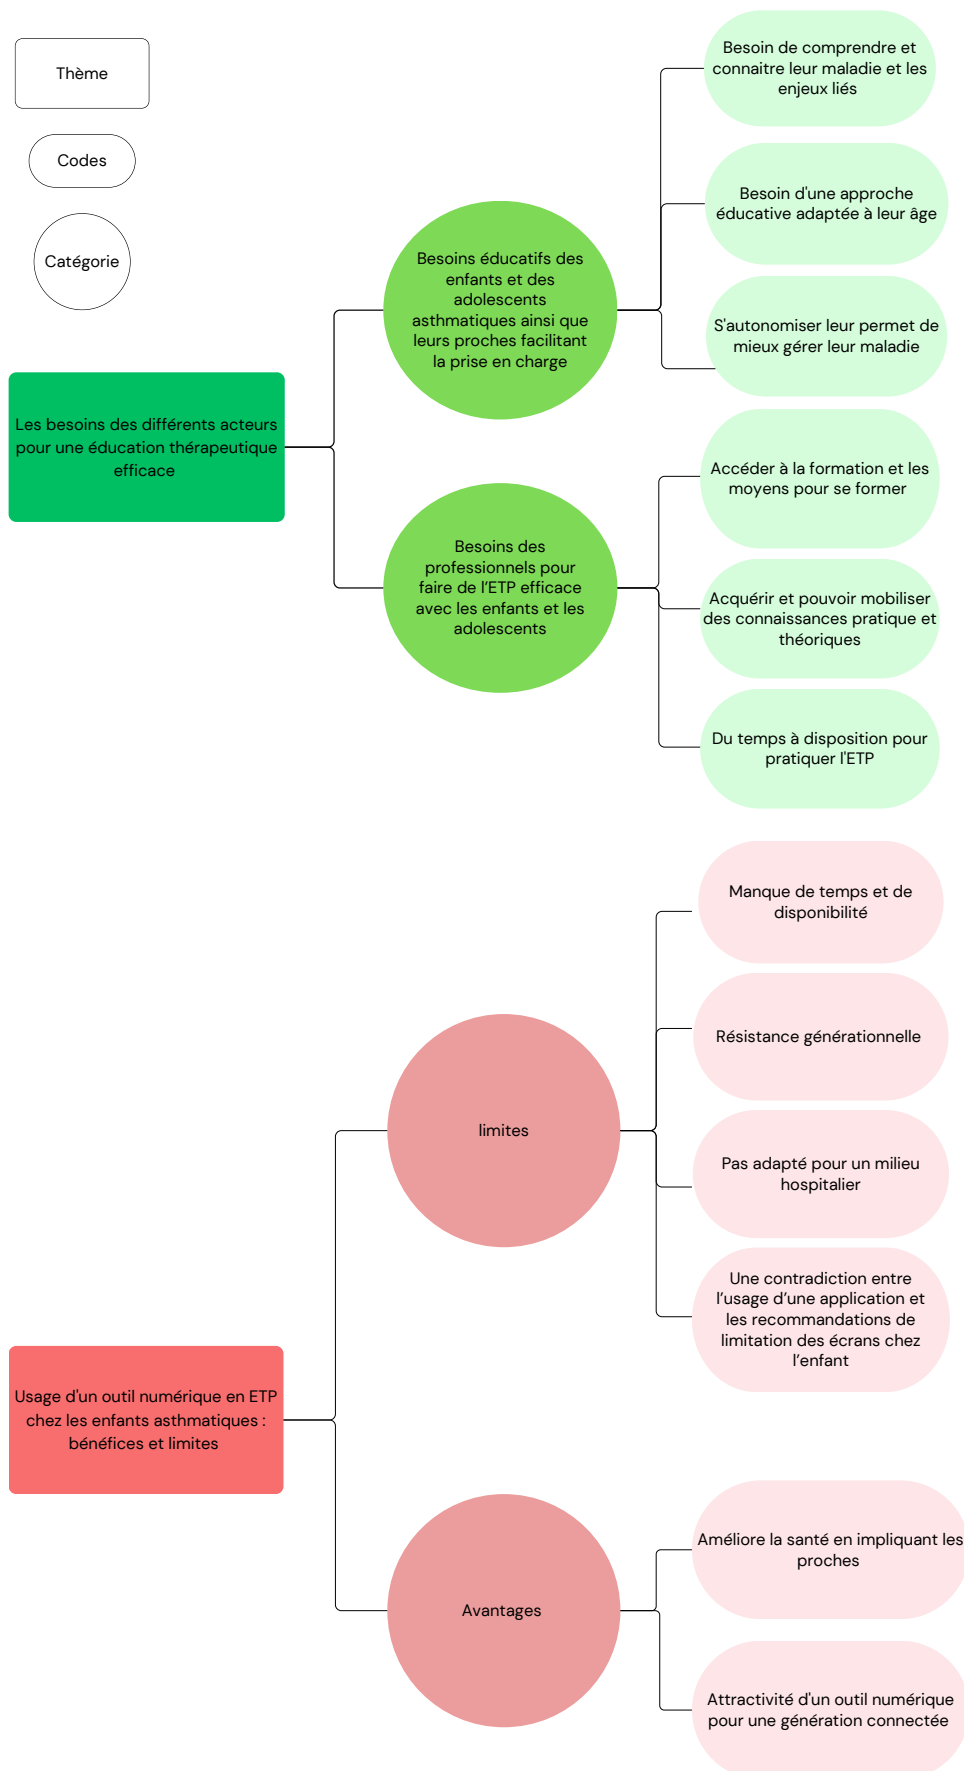 Thème
Codes
Catégorie
Les besoins des différents acteurs
pour une éducation thérapeutique
efficace
Besoins éducatifs des
enfants et des
adolescents
asthmatiques ainsi que
leurs proches facilitant
la prise en charge
Besoin de comprendre et
connaitre leur maladie et les
enjeux liés
Besoin d'une approche
éducative adaptée à leur âge
S'autonomiser leur permet de
mieux gérer leur maladie
Besoins des
professionnels pour
faire de l'ETP efficace
avec les enfants et les
adolescents
Accéder à la formation et les
moyens pour se former
Acquérir et pouvoir mobiliser
des connaissances pratique et
théoriques
Du temps à disposition pour
pratiquer l'ETP
Usage d'un outil numérique en ETP
chez les enfants asthmatiques :
bénéfices et limites
limites
Manque de temps et de
disponibilité
Résistance générationnelle
Pas adapté pour un milieu
hospitalier
Une contradiction entre
l'usage d'une application et
les recommandations de
limitation des écrans chez
l'enfant
Avantages
Améliore la santé en impliquant les
proches
Attractivité d'un outil numérique
pour une génération connectée